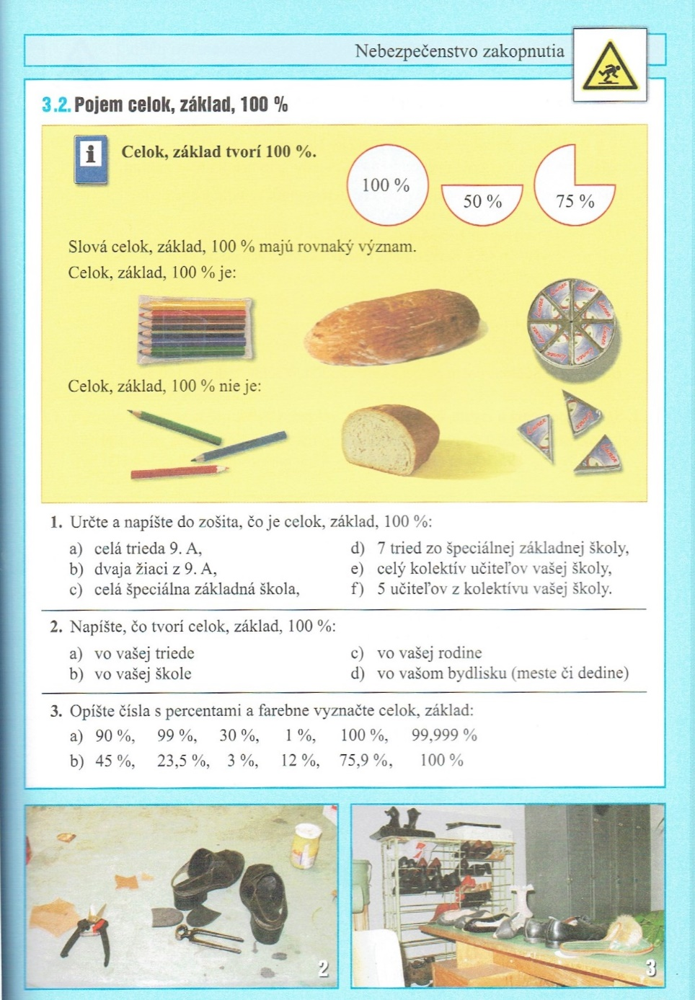 Nebezpečenstvo zakopnutia
3.2. Pojem celok, základ, 100 %
i
Celok, základ tvorí 100 %.
100 %
50 %
75 %
Slová celok, základ, 100 % majú rovnaký význam.
Celok, základ, 100 % je:
Celok, základ, 100 % nie je:
1. Určte a napíšte do zošita, čo je celok, základ, 100 %:
a) celá trieda 9. A,
b) dvaja žiaci z 9. A,
c) celá špeciálna základná škola,
d) 7 tried zo špeciálnej základnej školy,
e) celý kolektív učiteľov vašej školy,
f) 5 učiteľov z kolektívu vašej školy.
2. Napíšte, čo tvorí celok, základ, 100 %:
a) vo vašej triede
b) vo vašej škole
c) vo vašej rodine
d) vo vašom bydlisku (meste či dedine)
3. Opíšte čísla s percentami a farebne vyznačte celok, základ:
a) 90 %, 99 %, 30 %, 1 %, 100 %, 99,999 %
b) 45 %, 23,5 %, 3 %, 12 %, 75,9 %, 100 %
2
3